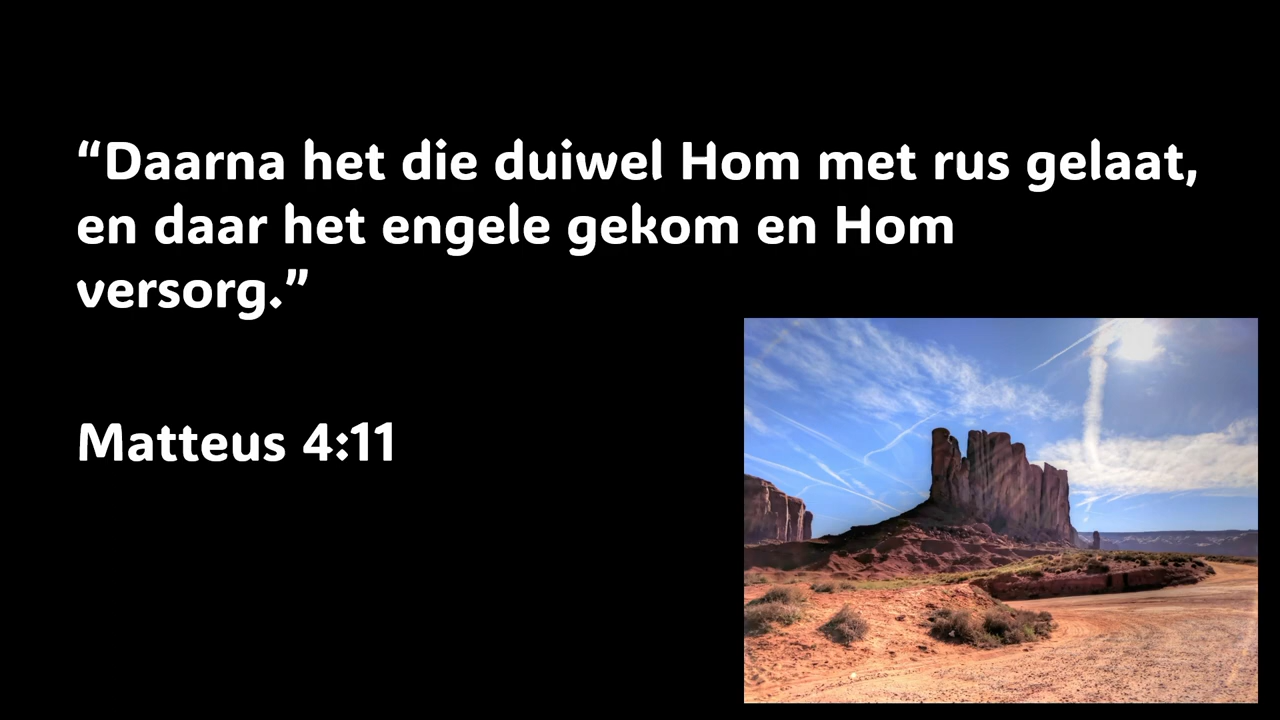 “Daarna het die duiwel Hom met rus gelaat,
en daar het engele gekom en Hom
versorg.”
Matteus 4:11